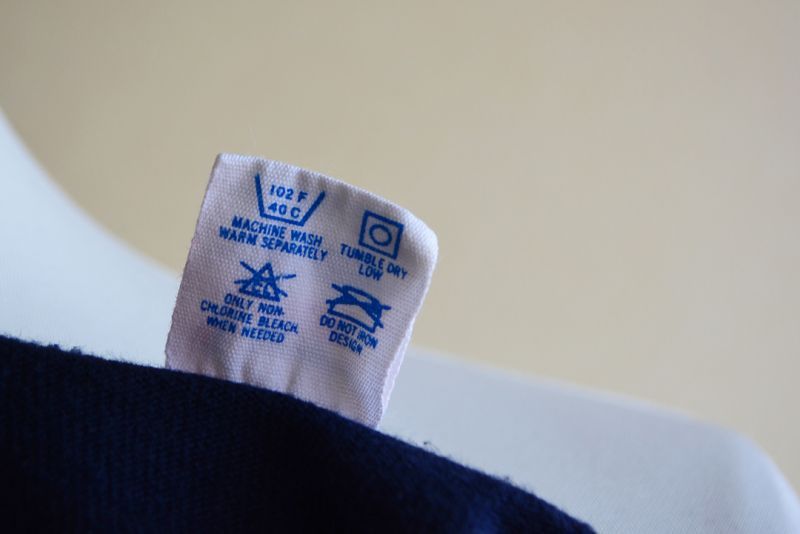 102 F
40 C
MACHINE WASH
WARM SEPARATELY
TUMBLE DRY
LOW
CL
ONLY NON-
CHLORINE BLEACH
WHEN NEEDED
DO NOT IRON
DESIGN